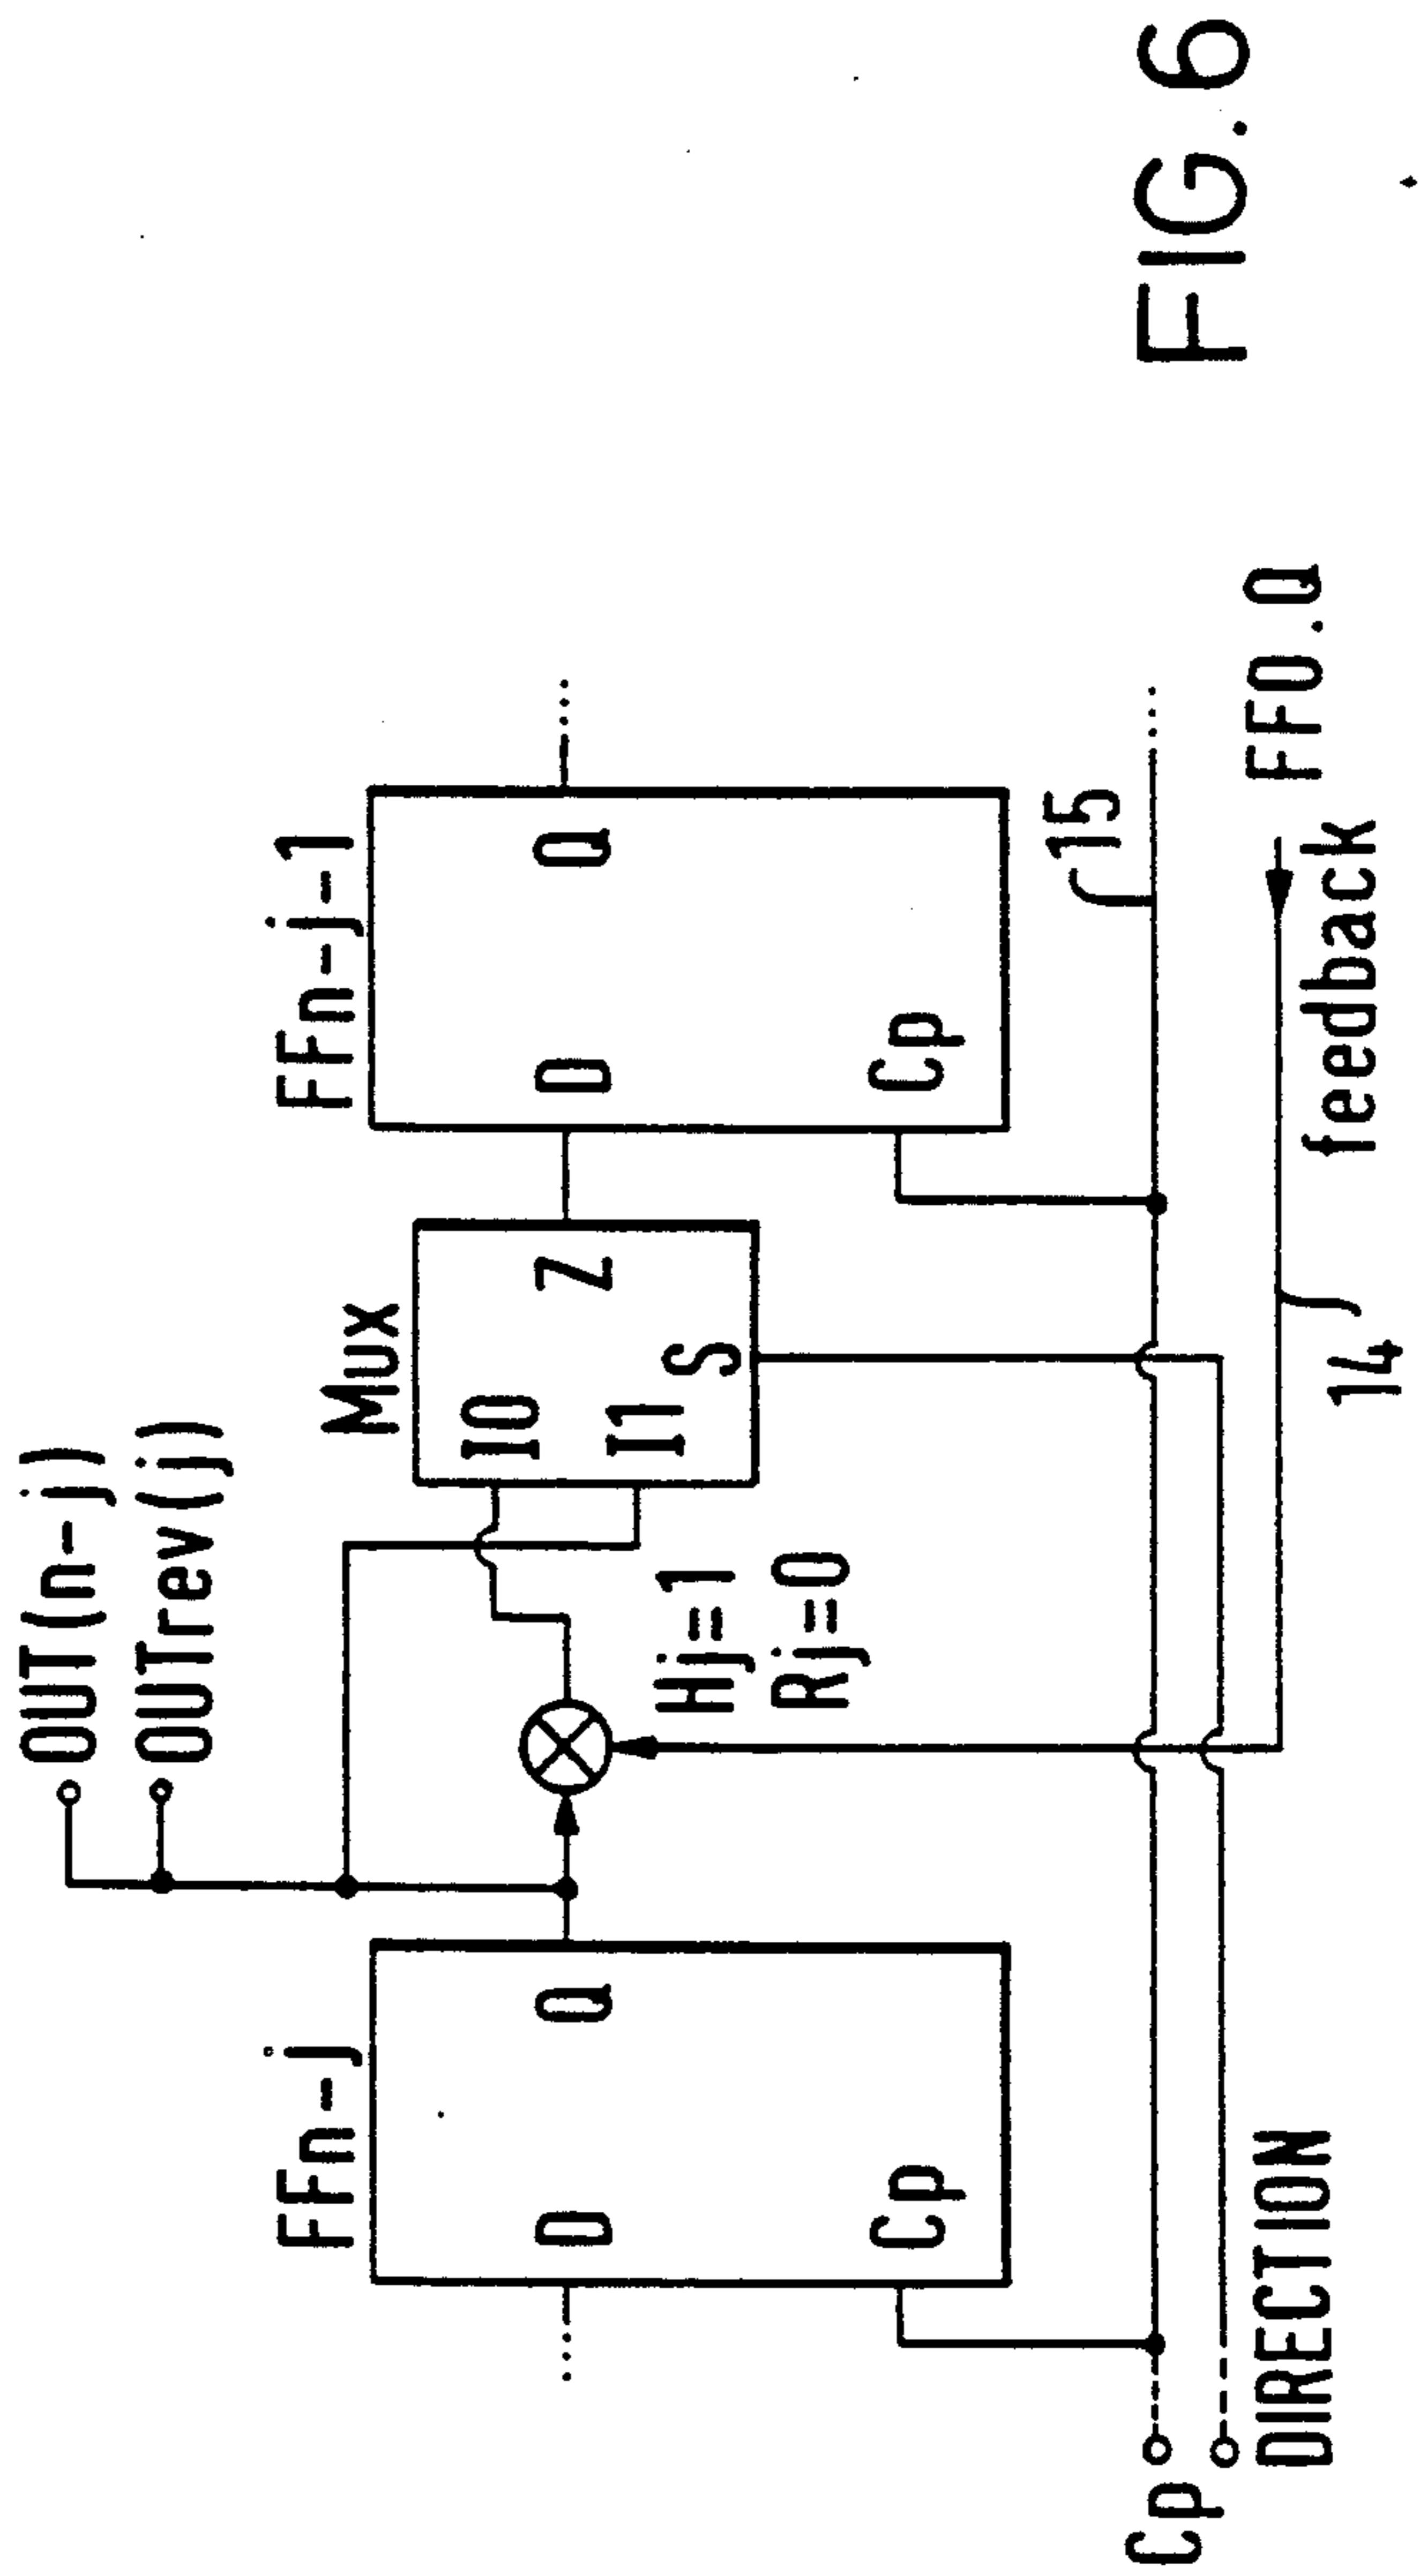 OUT(n-j)
OUTrev(j)
FFn-j
Mux
FFn-j-1
D
Q
I0
Z
D
Q
I1
S
Hj=1
Rj=0
Cp
Cp
15
Cp
DIRECTION
FF0.Q
feedback
14
FIG. 6